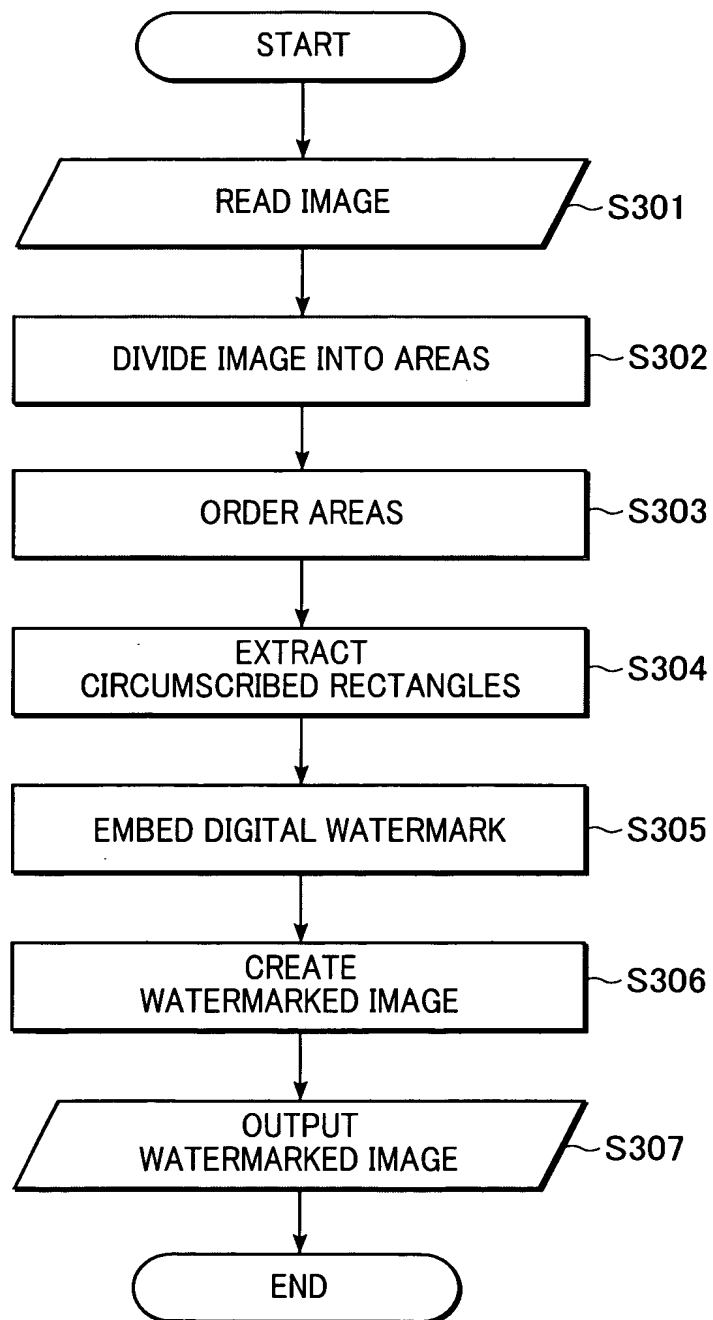 START
READ IMAGE
S301
DIVIDE IMAGE INTO AREAS
S302
ORDER AREAS
S303
EXTRACT
CIRCUMSCRIBED RECTANGLES
S304
EMBED DIGITAL WATERMARK
S305
CREATE
WATERMARKED IMAGE
S306
OUTPUT
WATERMARKED IMAGE
S307
END